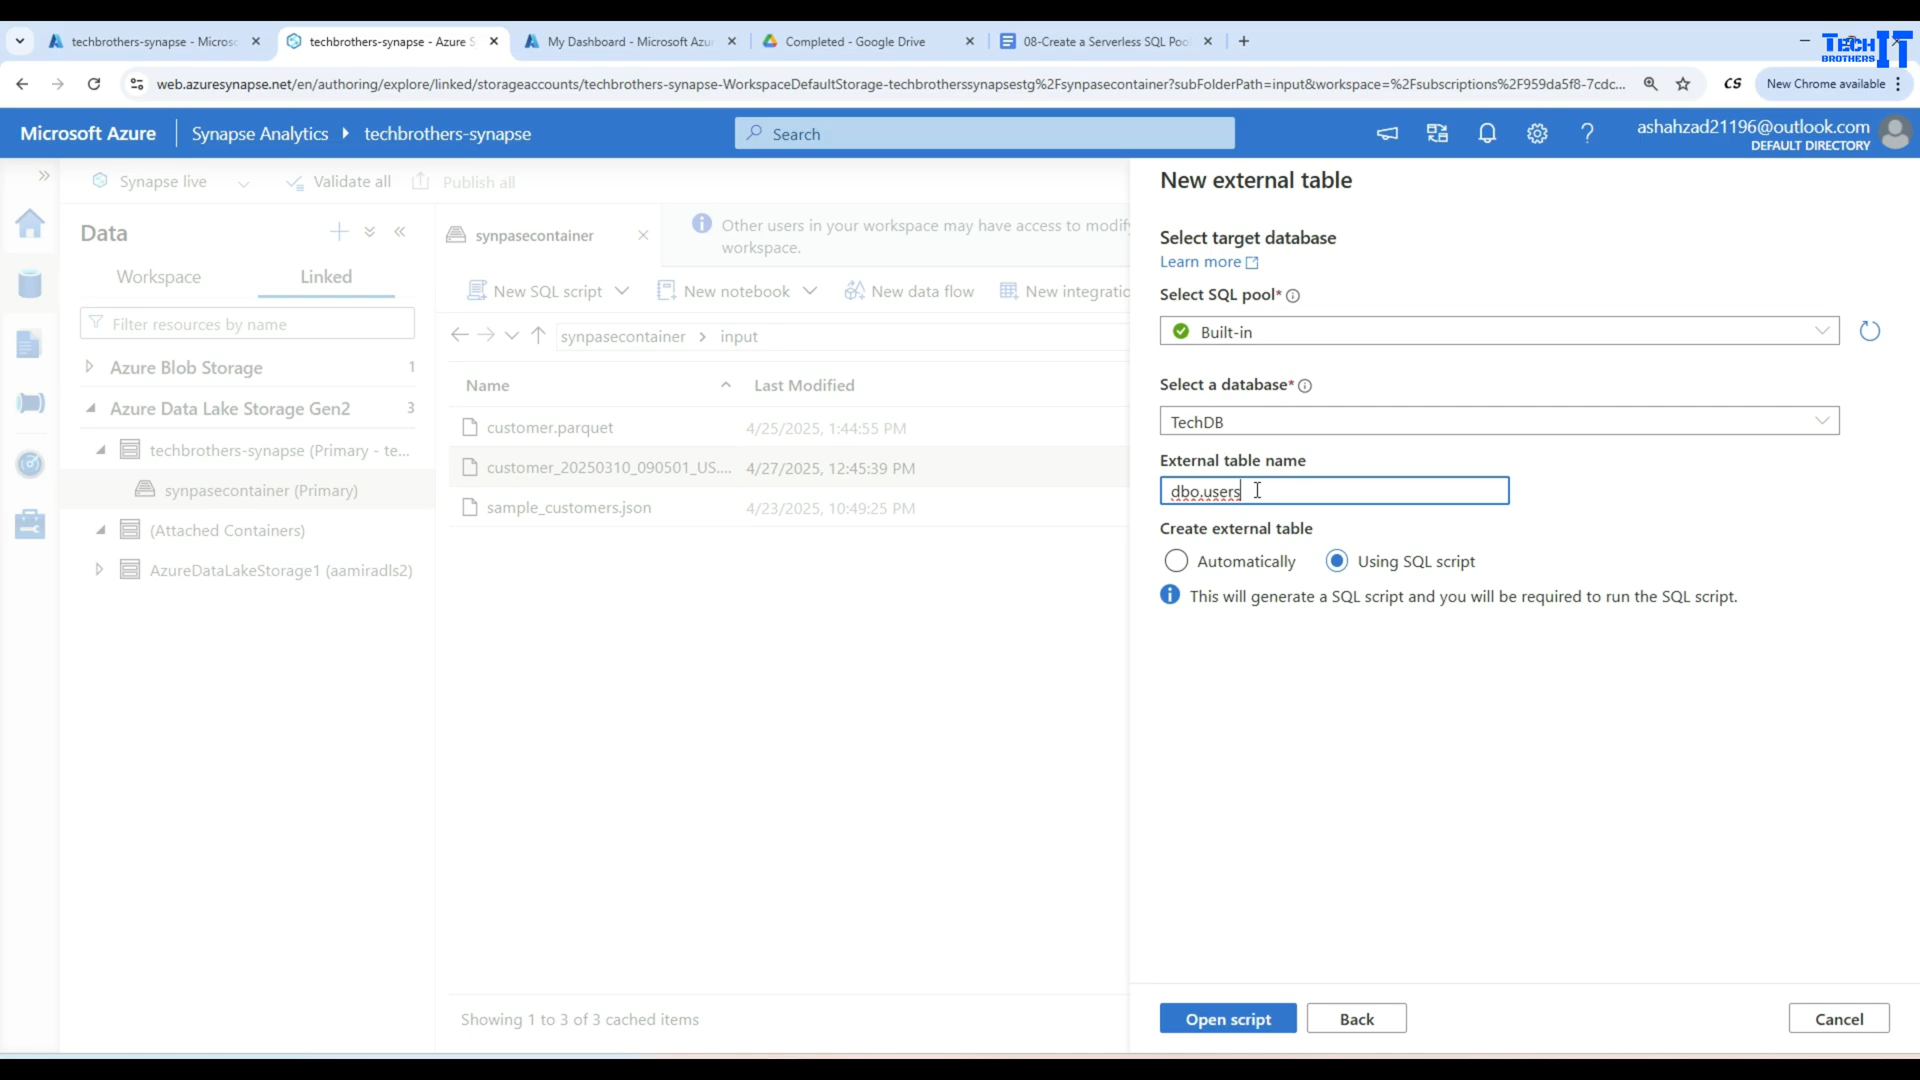 techbrothers-synapse - Micros
techbrothers-synapse - Azure S
My Dashboard - Microsoft Azu
Completed - Google Drive
08-Create a Serverless SQL Poo
TECH IT
BROTHERS
web.azuresynapse.net/en/authoring/explore/linked/storageaccounts/techbrothers-synapse-WorkspaceDefaultStorage-techbrotherssynapsestg%2Fsynpasecontainer?subFolderPath=input&workspace=%2Fsubscriptions%2F959da5f8-7cdc...
CS
New Chrome available
Microsoft Azure
Synapse Analytics
techbrothers-synapse
Search
ashahzad21196@outlook.com
DEFAULT DIRECTORY
Synapse live
Validate all
Publish all
Data
Workspace
Linked
Filter resources by name
Azure Blob Storage 1
Azure Data Lake Storage Gen2 3
techbrothers-synapse (Primary - te...
synpasecontainer (Primary)
(Attached Containers)
AzureDataLakeStorage1 (aamiradls2)
synpasecontainer
Other users in your workspace may have access to modify
workspace.
New SQL script
New notebook
New data flow
New integratio
synpasecontainer > input
Name Last Modified
customer.parquet 4/25/2025, 1:44:55 PM
customer_20250310_090501_US.... 4/27/2025, 12:45:39 PM
sample_customers.json 4/23/2025, 10:49:25 PM
Showing 1 to 3 of 3 cached items
New external table
Select target database
Learn more
Select SQL pool*
Built-in
Select a database*
TechDB
External table name
dbo.users
Create external table
Automatically
Using SQL script
This will generate a SQL script and you will be required to run the SQL script.
Open script
Back
Cancel